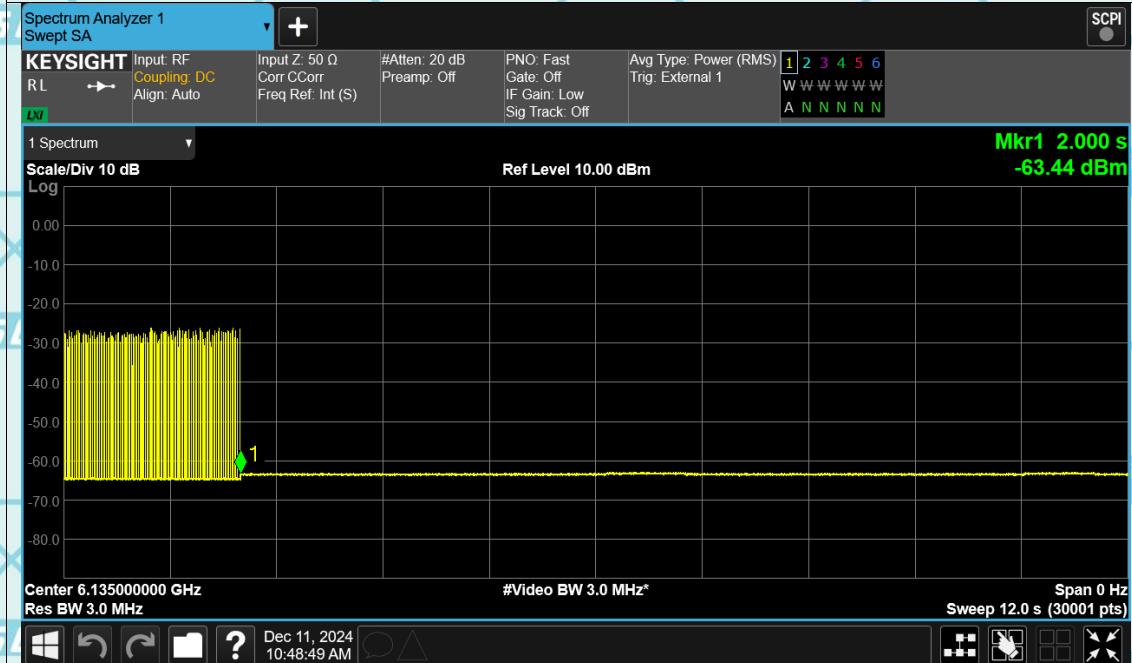 Spectrum Analyzer 1
Swept SA
+
SCPI
KEYSIGHT
R L
LXI
Input: RF
Coupling: DC
Align: Auto
Input Z: 50 Ω
Corr CCorr
Freq Ref: Int (S)
#Atten: 20 dB
Preamp: Off
PNO: Fast
Gate: Off
IF Gain: Low
Sig Track: Off
Avg Type: Power (RMS)
Trig: External 1
1 2 3 4 5 6
W W W W W W
A N N N N N
1 Spectrum
Mkr1 2.000 s
-63.44 dBm
Scale/Div 10 dB
Ref Level 10.00 dBm
Log
0.00
-10.0
-20.0
-30.0
-40.0
-50.0
-60.0
-70.0
-80.0
1
Center 6.135000000 GHz
#Video BW 3.0 MHz*
Span 0 Hz
Res BW 3.0 MHz
Sweep 12.0 s (30001 pts)
?
Dec 11, 2024
10:48:49 AM